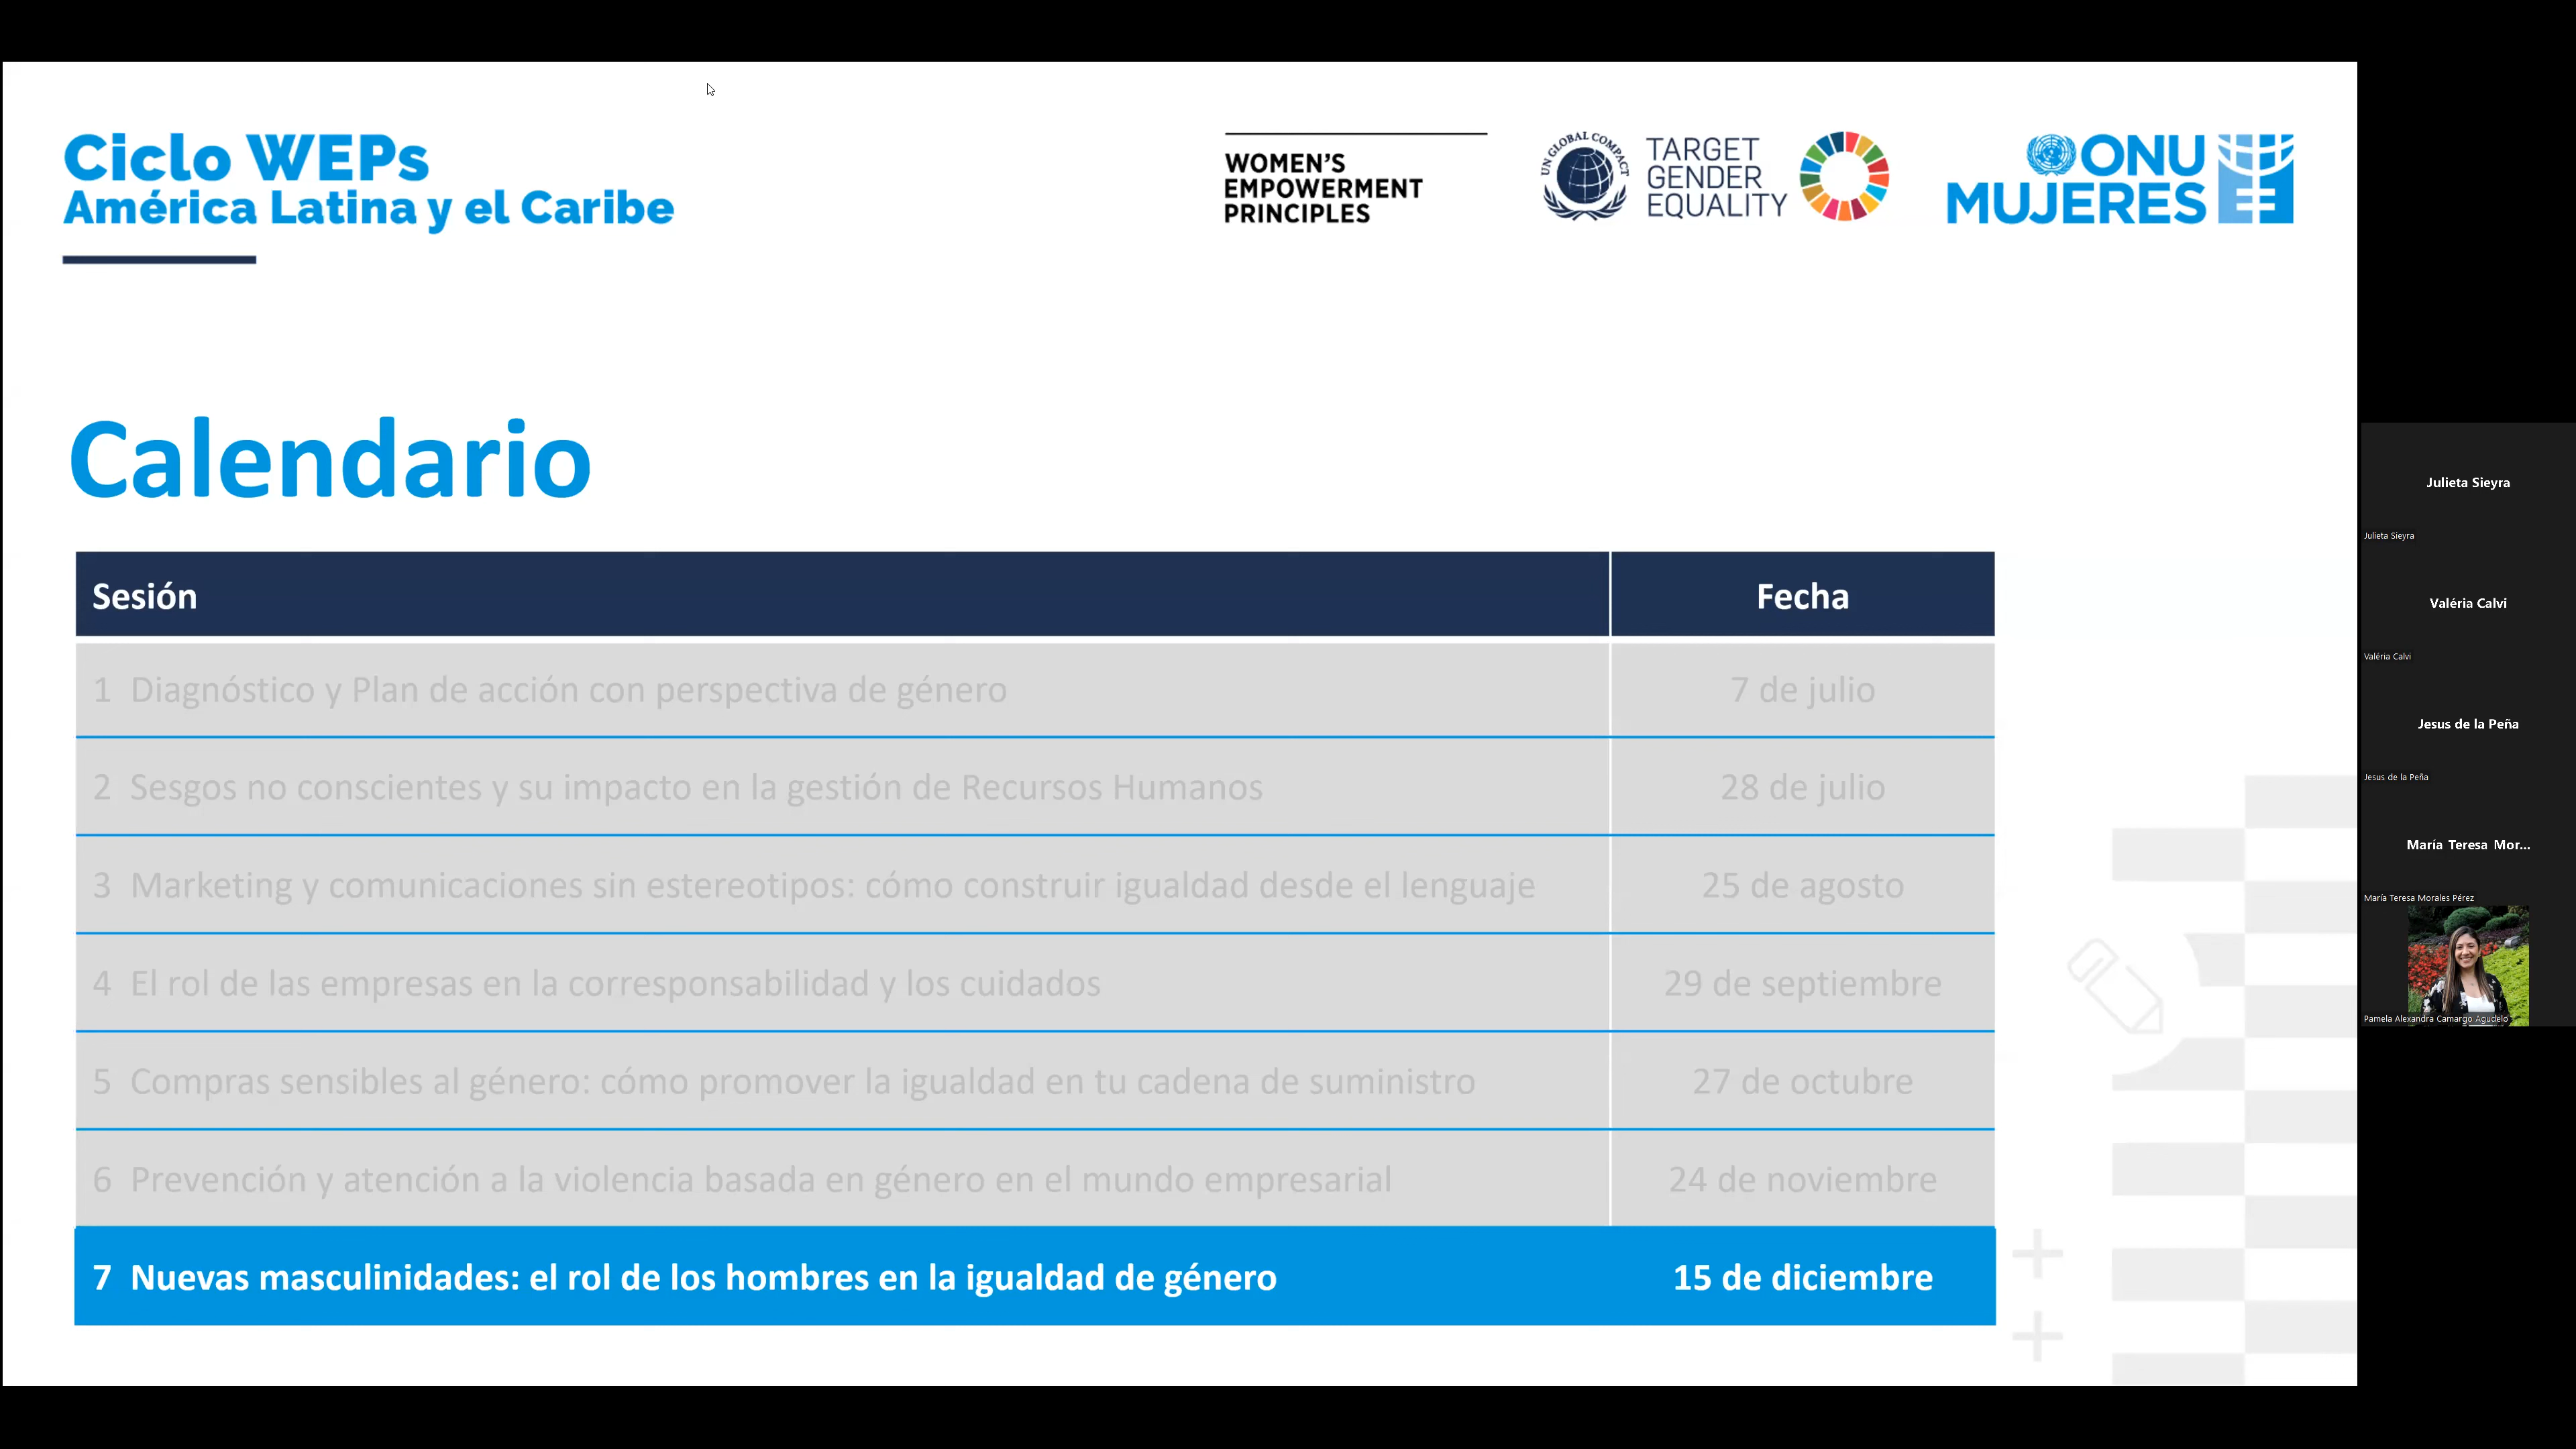 Ciclo WEPs
América Latina y el Caribe
WOMEN'S
EMPOWERMENT
PRINCIPLES
UN GLOBAL COMPACT
TARGET
GENDER
EQUALITY
ONU
MUJERES
Calendario
Sesión Fecha
1 Diagnóstico y Plan de acción con perspectiva de género 7 de julio
2 Sesgos no conscientes y su impacto en la gestión de Recursos Humanos 28 de julio
3 Marketing y comunicaciones sin estereotipos: cómo construir igualdad desde el lenguaje 25 de agosto
4 El rol de las empresas en la corresponsabilidad y los cuidados 29 de septiembre
5 Compras sensibles al género: cómo promover la igualdad en tu cadena de suministro 27 de octubre
6 Prevención y atención a la violencia basada en género en el mundo empresarial 24 de noviembre
7 Nuevas masculinidades: el rol de los hombres en la igualdad de género 15 de diciembre
Julieta Sieyra
Julieta Sieyra
Valéria Calvi
Valéria Calvi
Jesus de la Peña
Jesus de la Peña
María Teresa Mor...
María Teresa Morales Pérez
Pamela Alexandra Camargo Agudelo